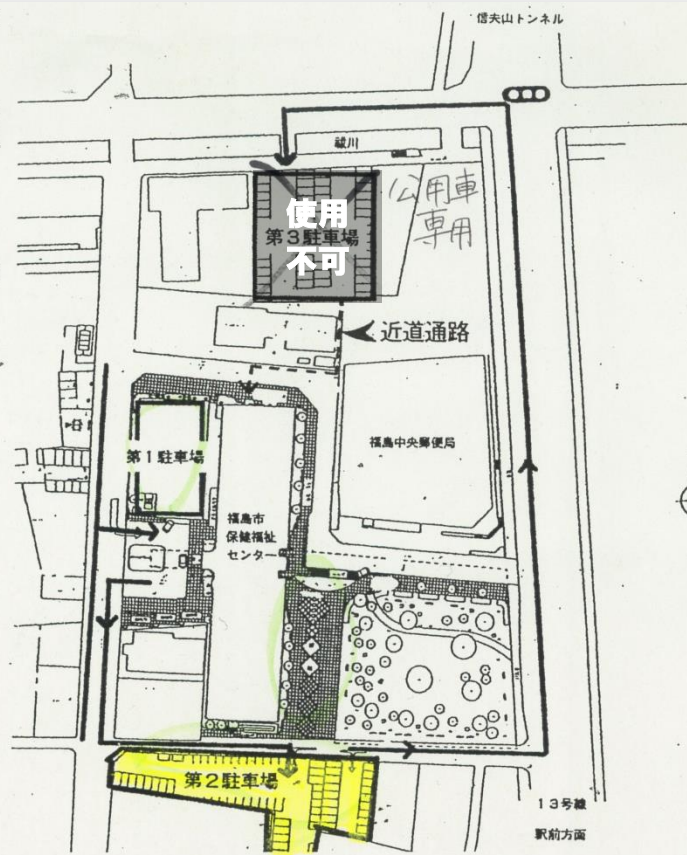 信夫山トンネル
祓川
公用車
専用
使用
第3駐車場
不可
近道通路
福島中央郵便局
第1駐車場
福島市
保健福祉
センター
第2駐車場
13号線
駅前方面